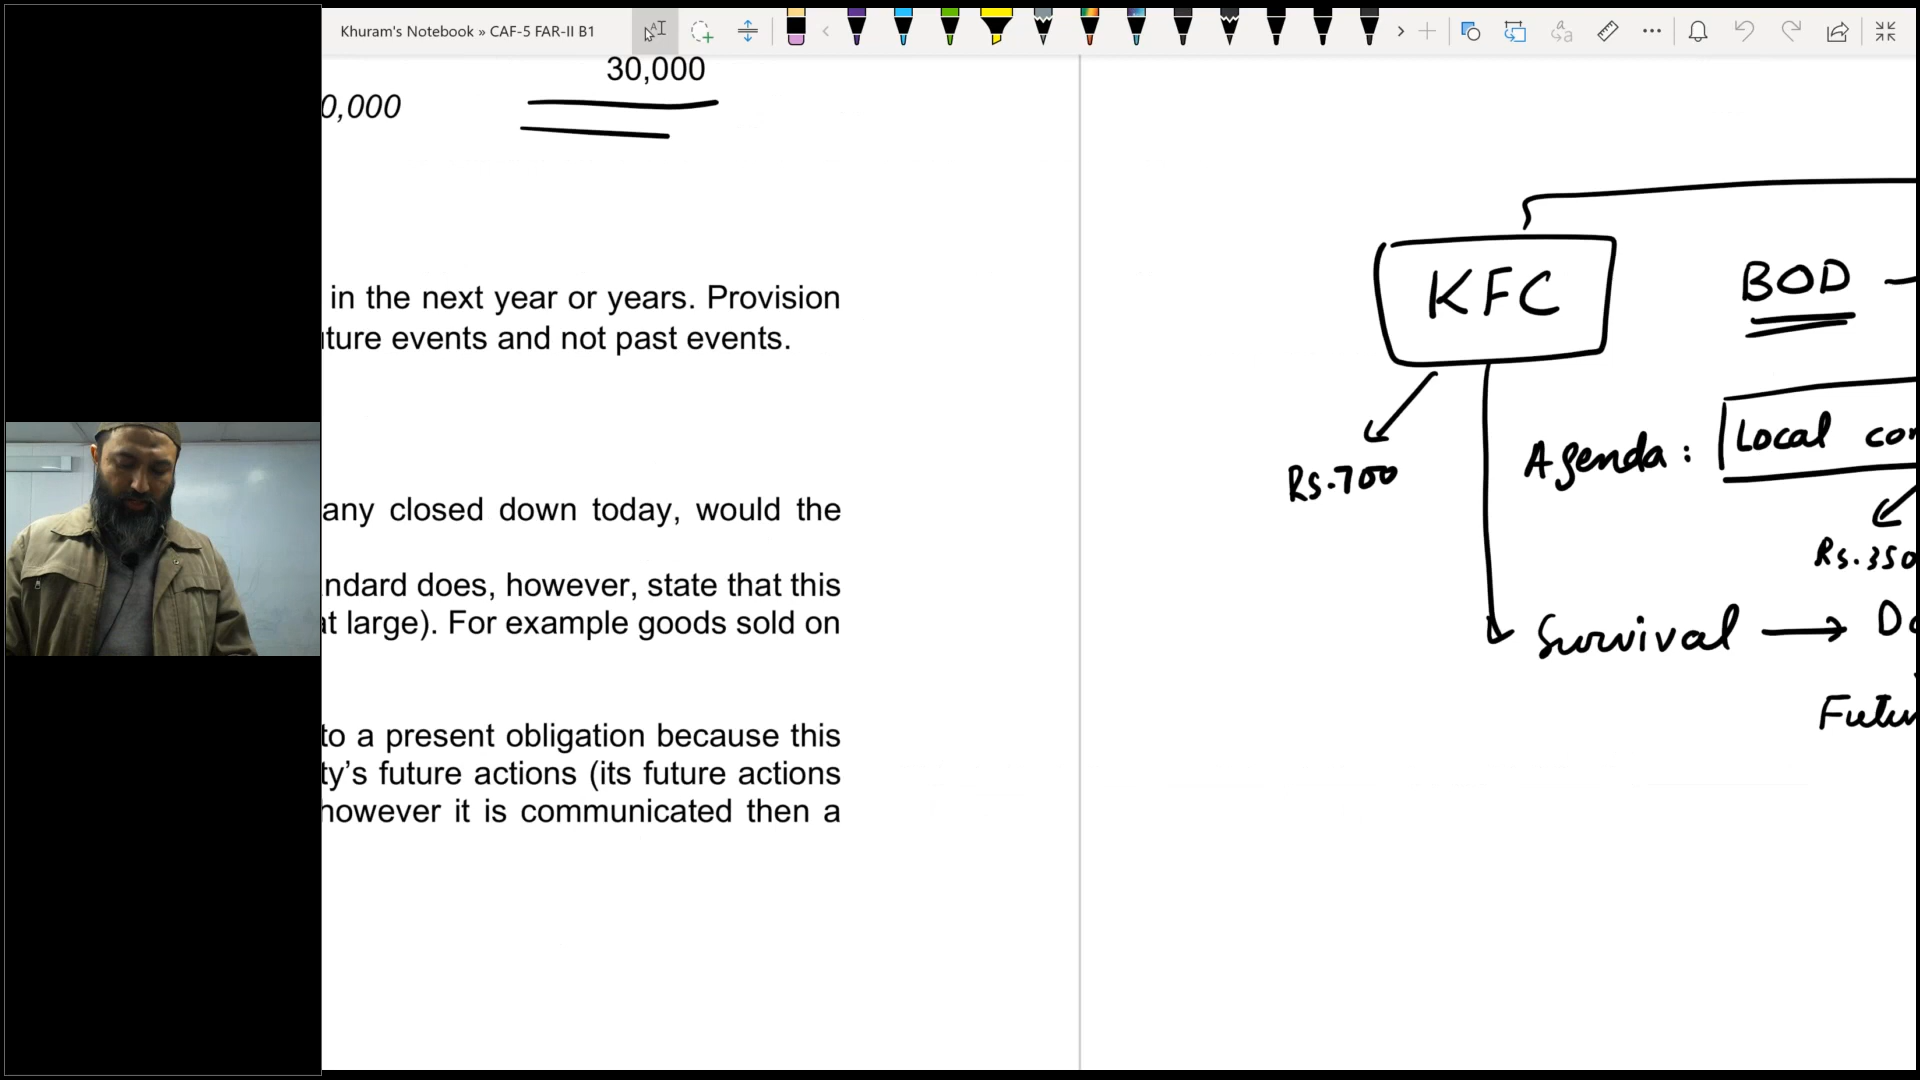 Khuram's Notebook » CAF-5 FAR-II B1
30,000
0,000
in the next year or years. Provision
ture events and not past events.
any closed down today, would the
ndard does, however, state that this
at large). For example goods sold on
to a present obligation because this
ty's future actions (its future actions
however it is communicated then a
KFC
BOD
Rs.700
Agenda :
Local con
Rs.350
Survival → Do
Futu